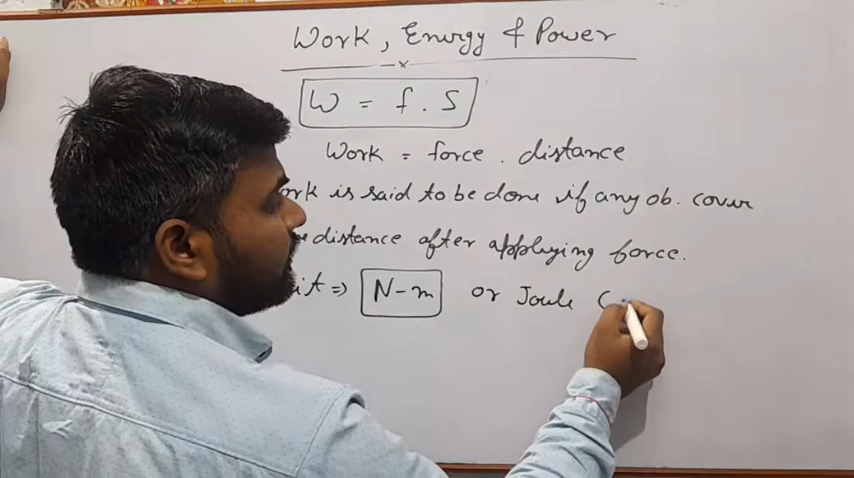 Work, Energy & Power
W = f . S
Work = force . distance
ork is said to be done if any ob. cover
distance after applying force.
it ⇒ N-m or Joule (